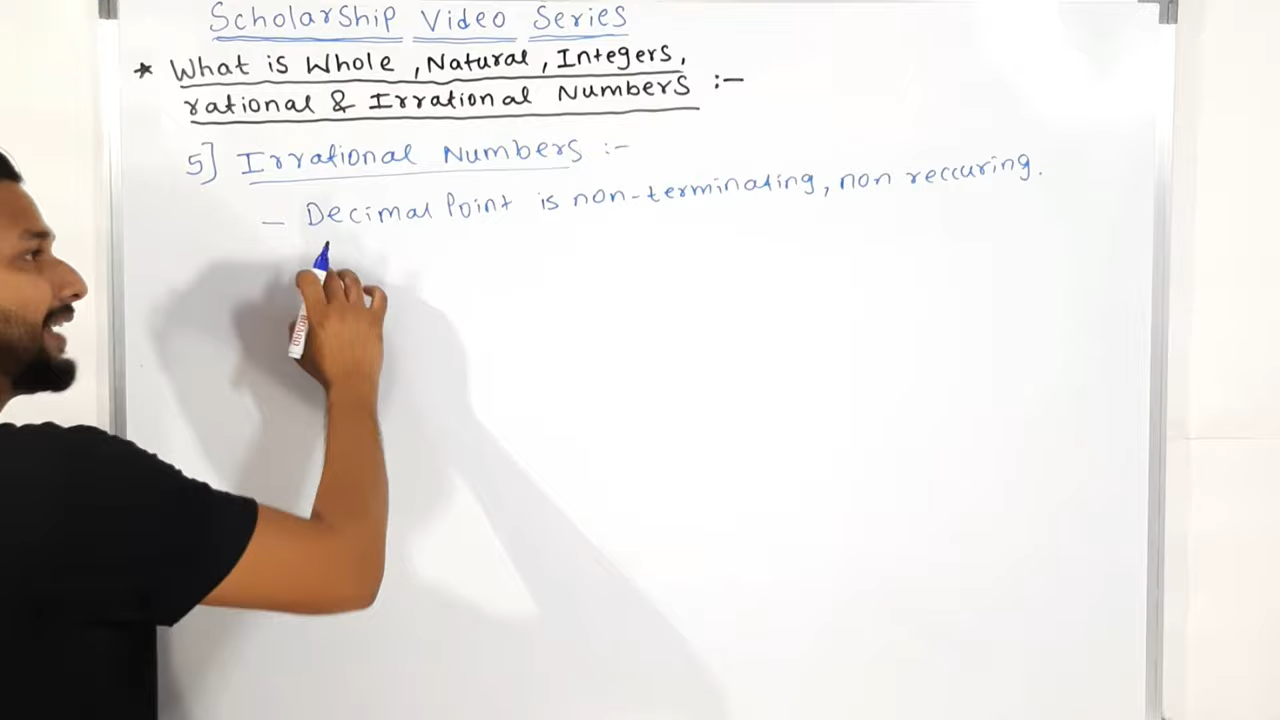 Scholarship Video Series
* What is Whole, Natural, Integers,
rational & Irrational Numbers :-
5] Irrational Numbers :-
- Decimal Point is non-terminating, non reccuring.
BOARD